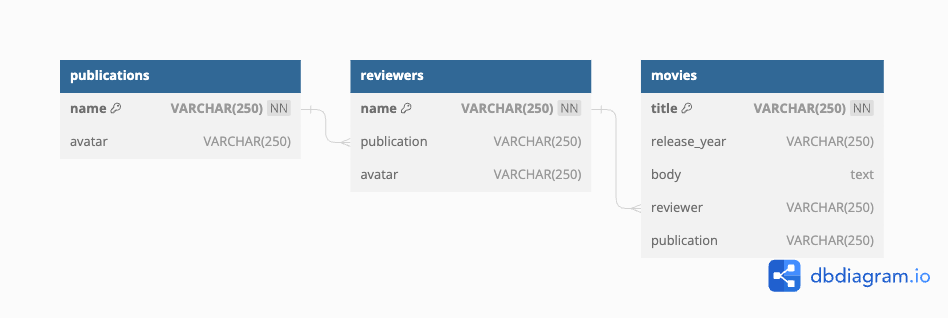 publications
name VARCHAR(250) NN
avatar VARCHAR(250)
reviewers
name VARCHAR(250) NN
publication VARCHAR(250)
avatar VARCHAR(250)
movies
title VARCHAR(250) NN
release_year VARCHAR(250)
body text
reviewer VARCHAR(250)
publication VARCHAR(250)
dbdiagram.io